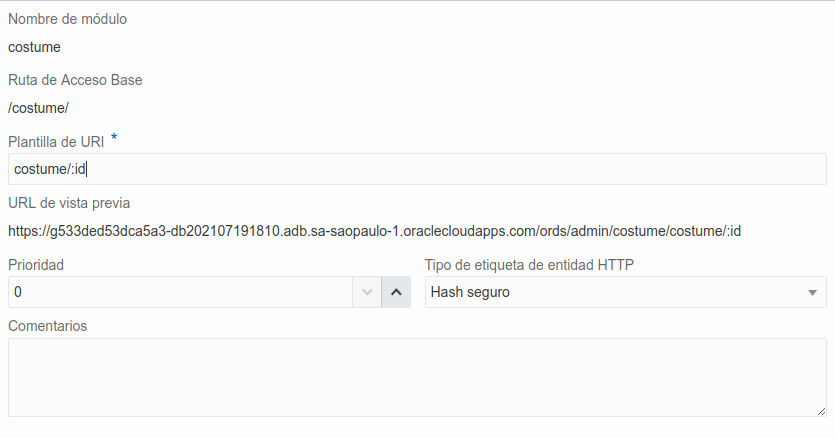 Nombre de módulo
costume
Ruta de Acceso Base
/costume/
Plantilla de URI *
costume/:id
URL de vista previa
https://g533ded53dca5a3-db202107191810.adb.sa-saopaulo-1.oraclecloudapps.com/ords/admin/costume/costume/:id
Prioridad Tipo de etiqueta de entidad HTTP
0 Hash seguro
Comentarios